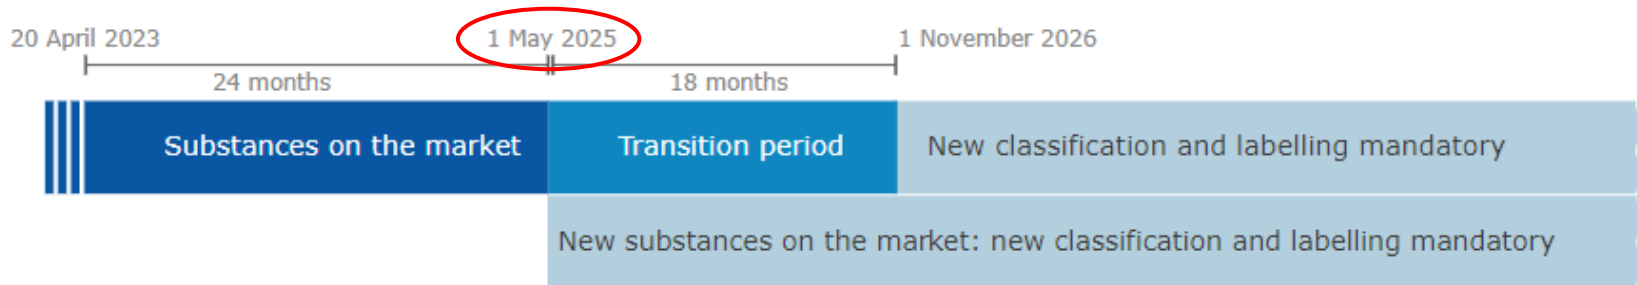 20 April 2023 1 May 2025 1 November 2026
24 months 18 months
Substances on the market Transition period New classification and labelling mandatory
New substances on the market: new classification and labelling mandatory